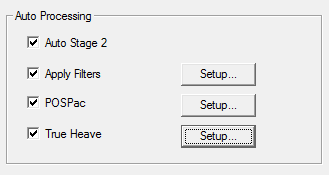 Auto Processing
Auto Stage 2
Apply Filters Setup...
POSPac Setup...
True Heave Setup...